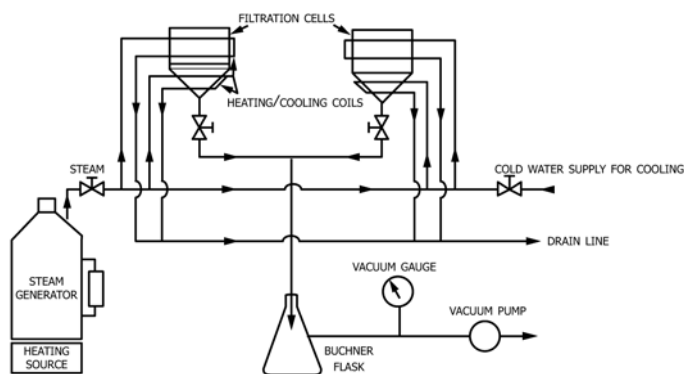 FILTRATION CELLS
HEATING/COOLING COILS
STEAM
COLD WATER SUPPLY FOR COOLING
DRAIN LINE
STEAM
GENERATOR
VACUUM GAUGE
VACUUM PUMP
HEATING
SOURCE
BUCHNER
FLASK